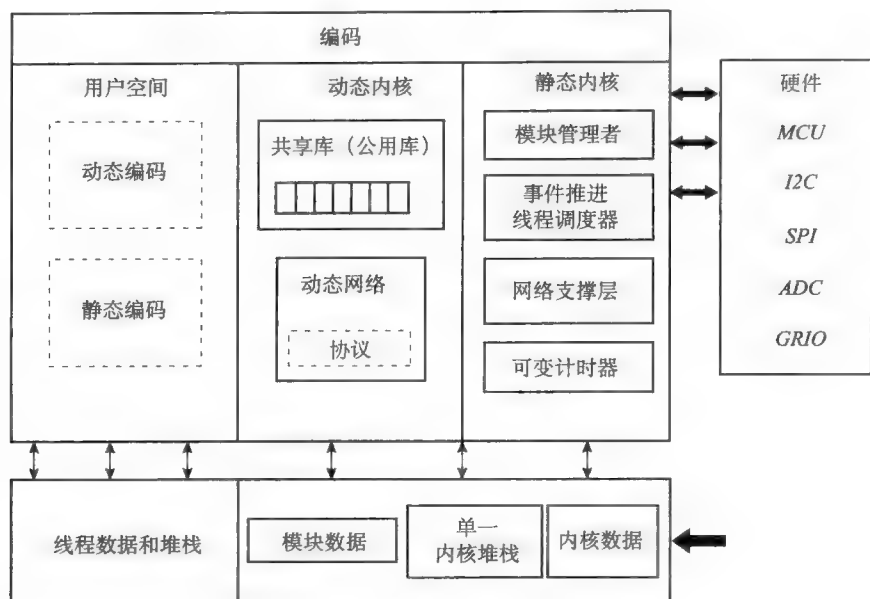 编码
用户空间
动态编码
静态编码
动态内核
共享库（公用库）
动态网络
协议
静态内核
模块管理者
事件推进
线程调度器
网络支撑层
可变计时器
硬件
MCU
I2C
SPI
ADC
GRIO
线程数据和堆栈
模块数据
单一
内核堆栈
内核数据